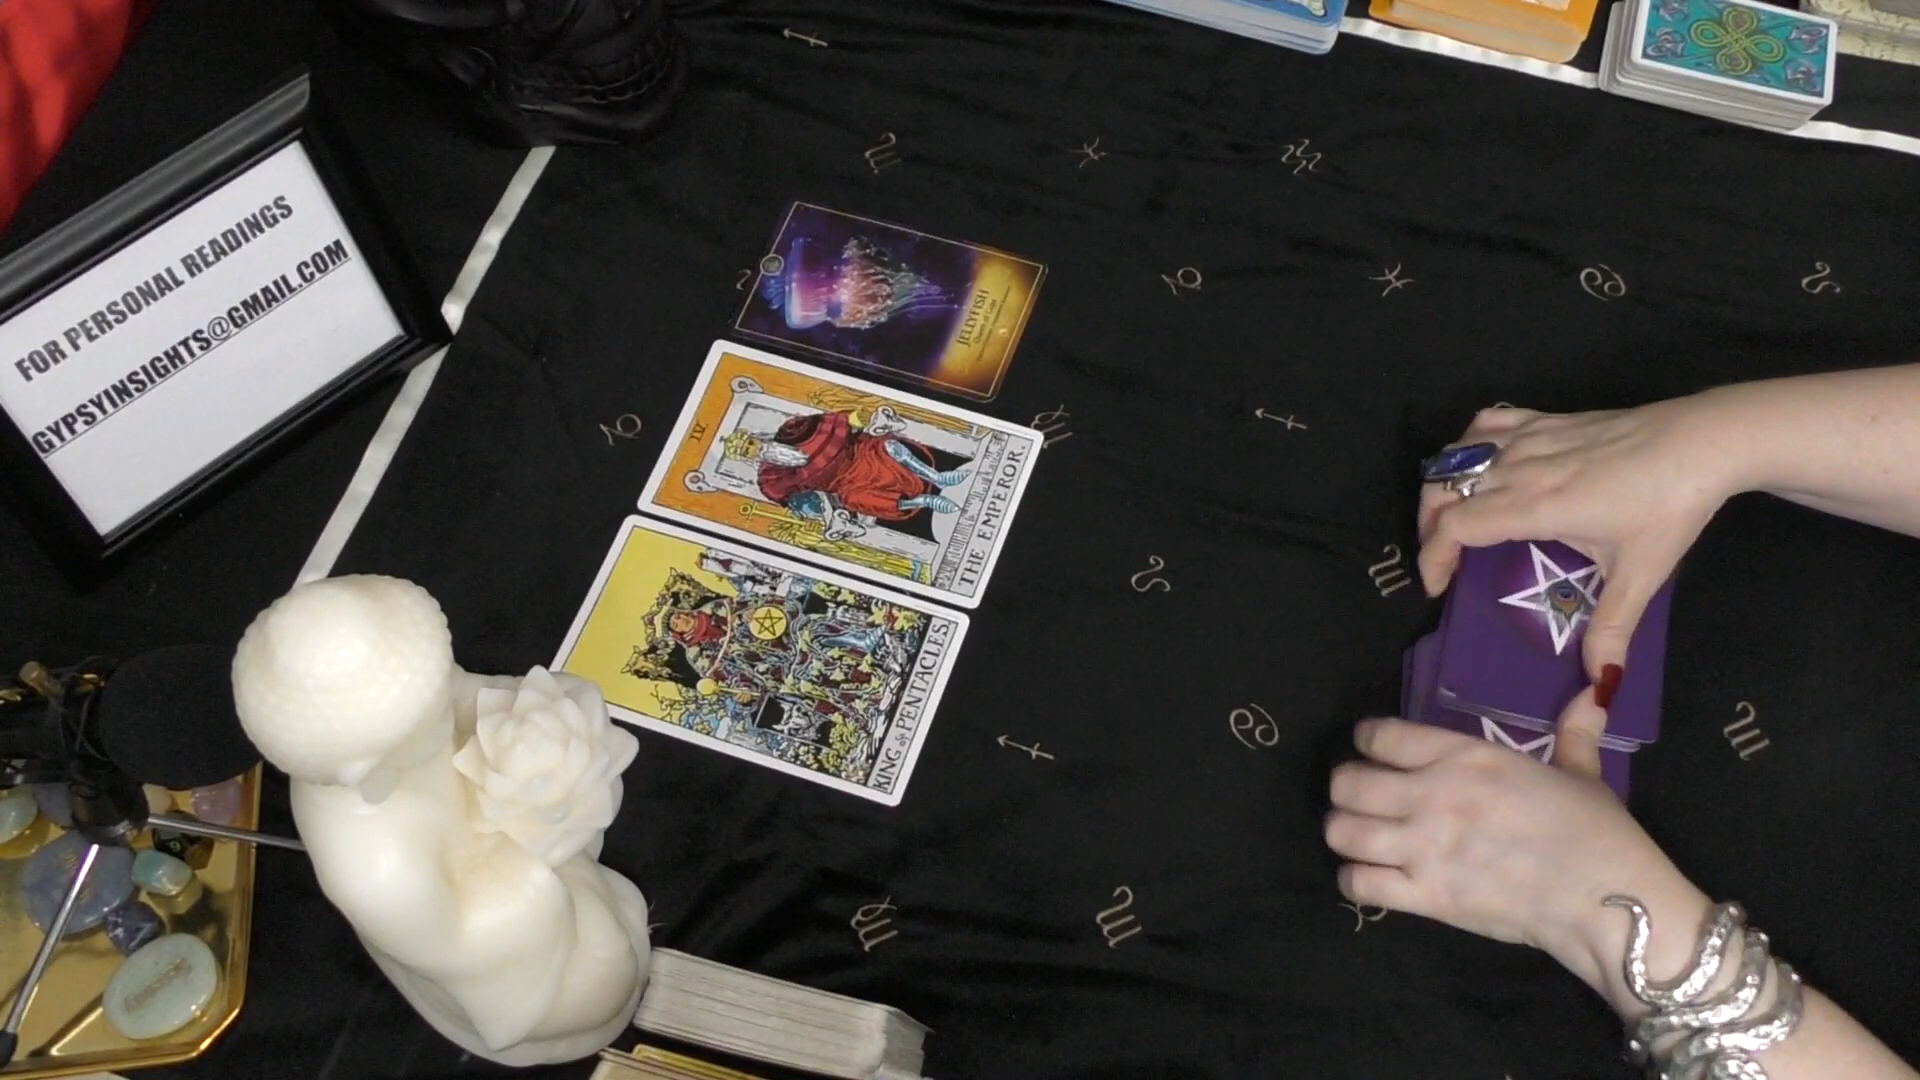 FOR PERSONAL READINGS
GYPSYINSIGHTS@GMAIL.COM
JELLYFISH
IV
THE EMPEROR.
KING of PENTACLES.